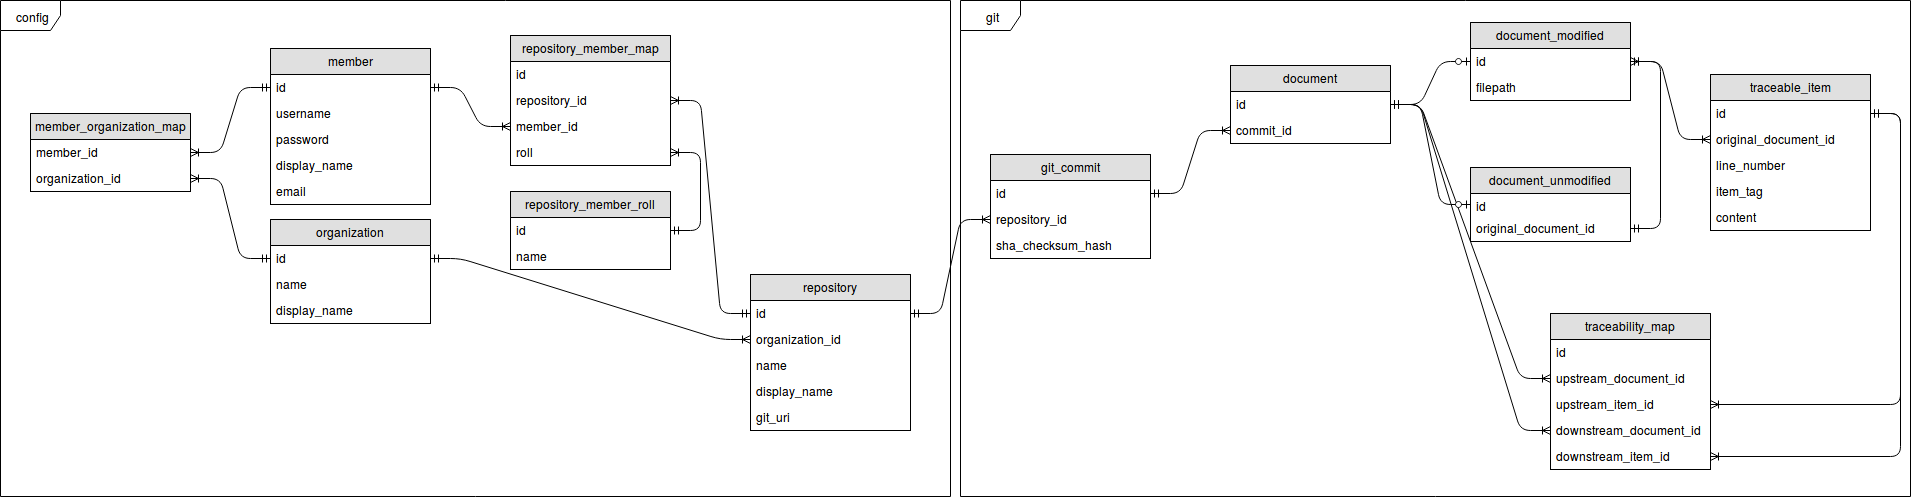 config
member_organization_map
member_id
organization_id
member
id
username
password
display_name
email
organization
id
name
display_name
repository_member_map
id
repository_id
member_id
roll
repository_member_roll
id
name
repository
id
organization_id
name
display_name
git_uri
git
git_commit
id
repository_id
sha_checksum_hash
document
id
commit_id
document_modified
id
filepath
document_unmodified
id
original_document_id
traceable_item
id
original_document_id
line_number
item_tag
content
traceability_map
id
upstream_document_id
upstream_item_id
downstream_document_id
downstream_item_id